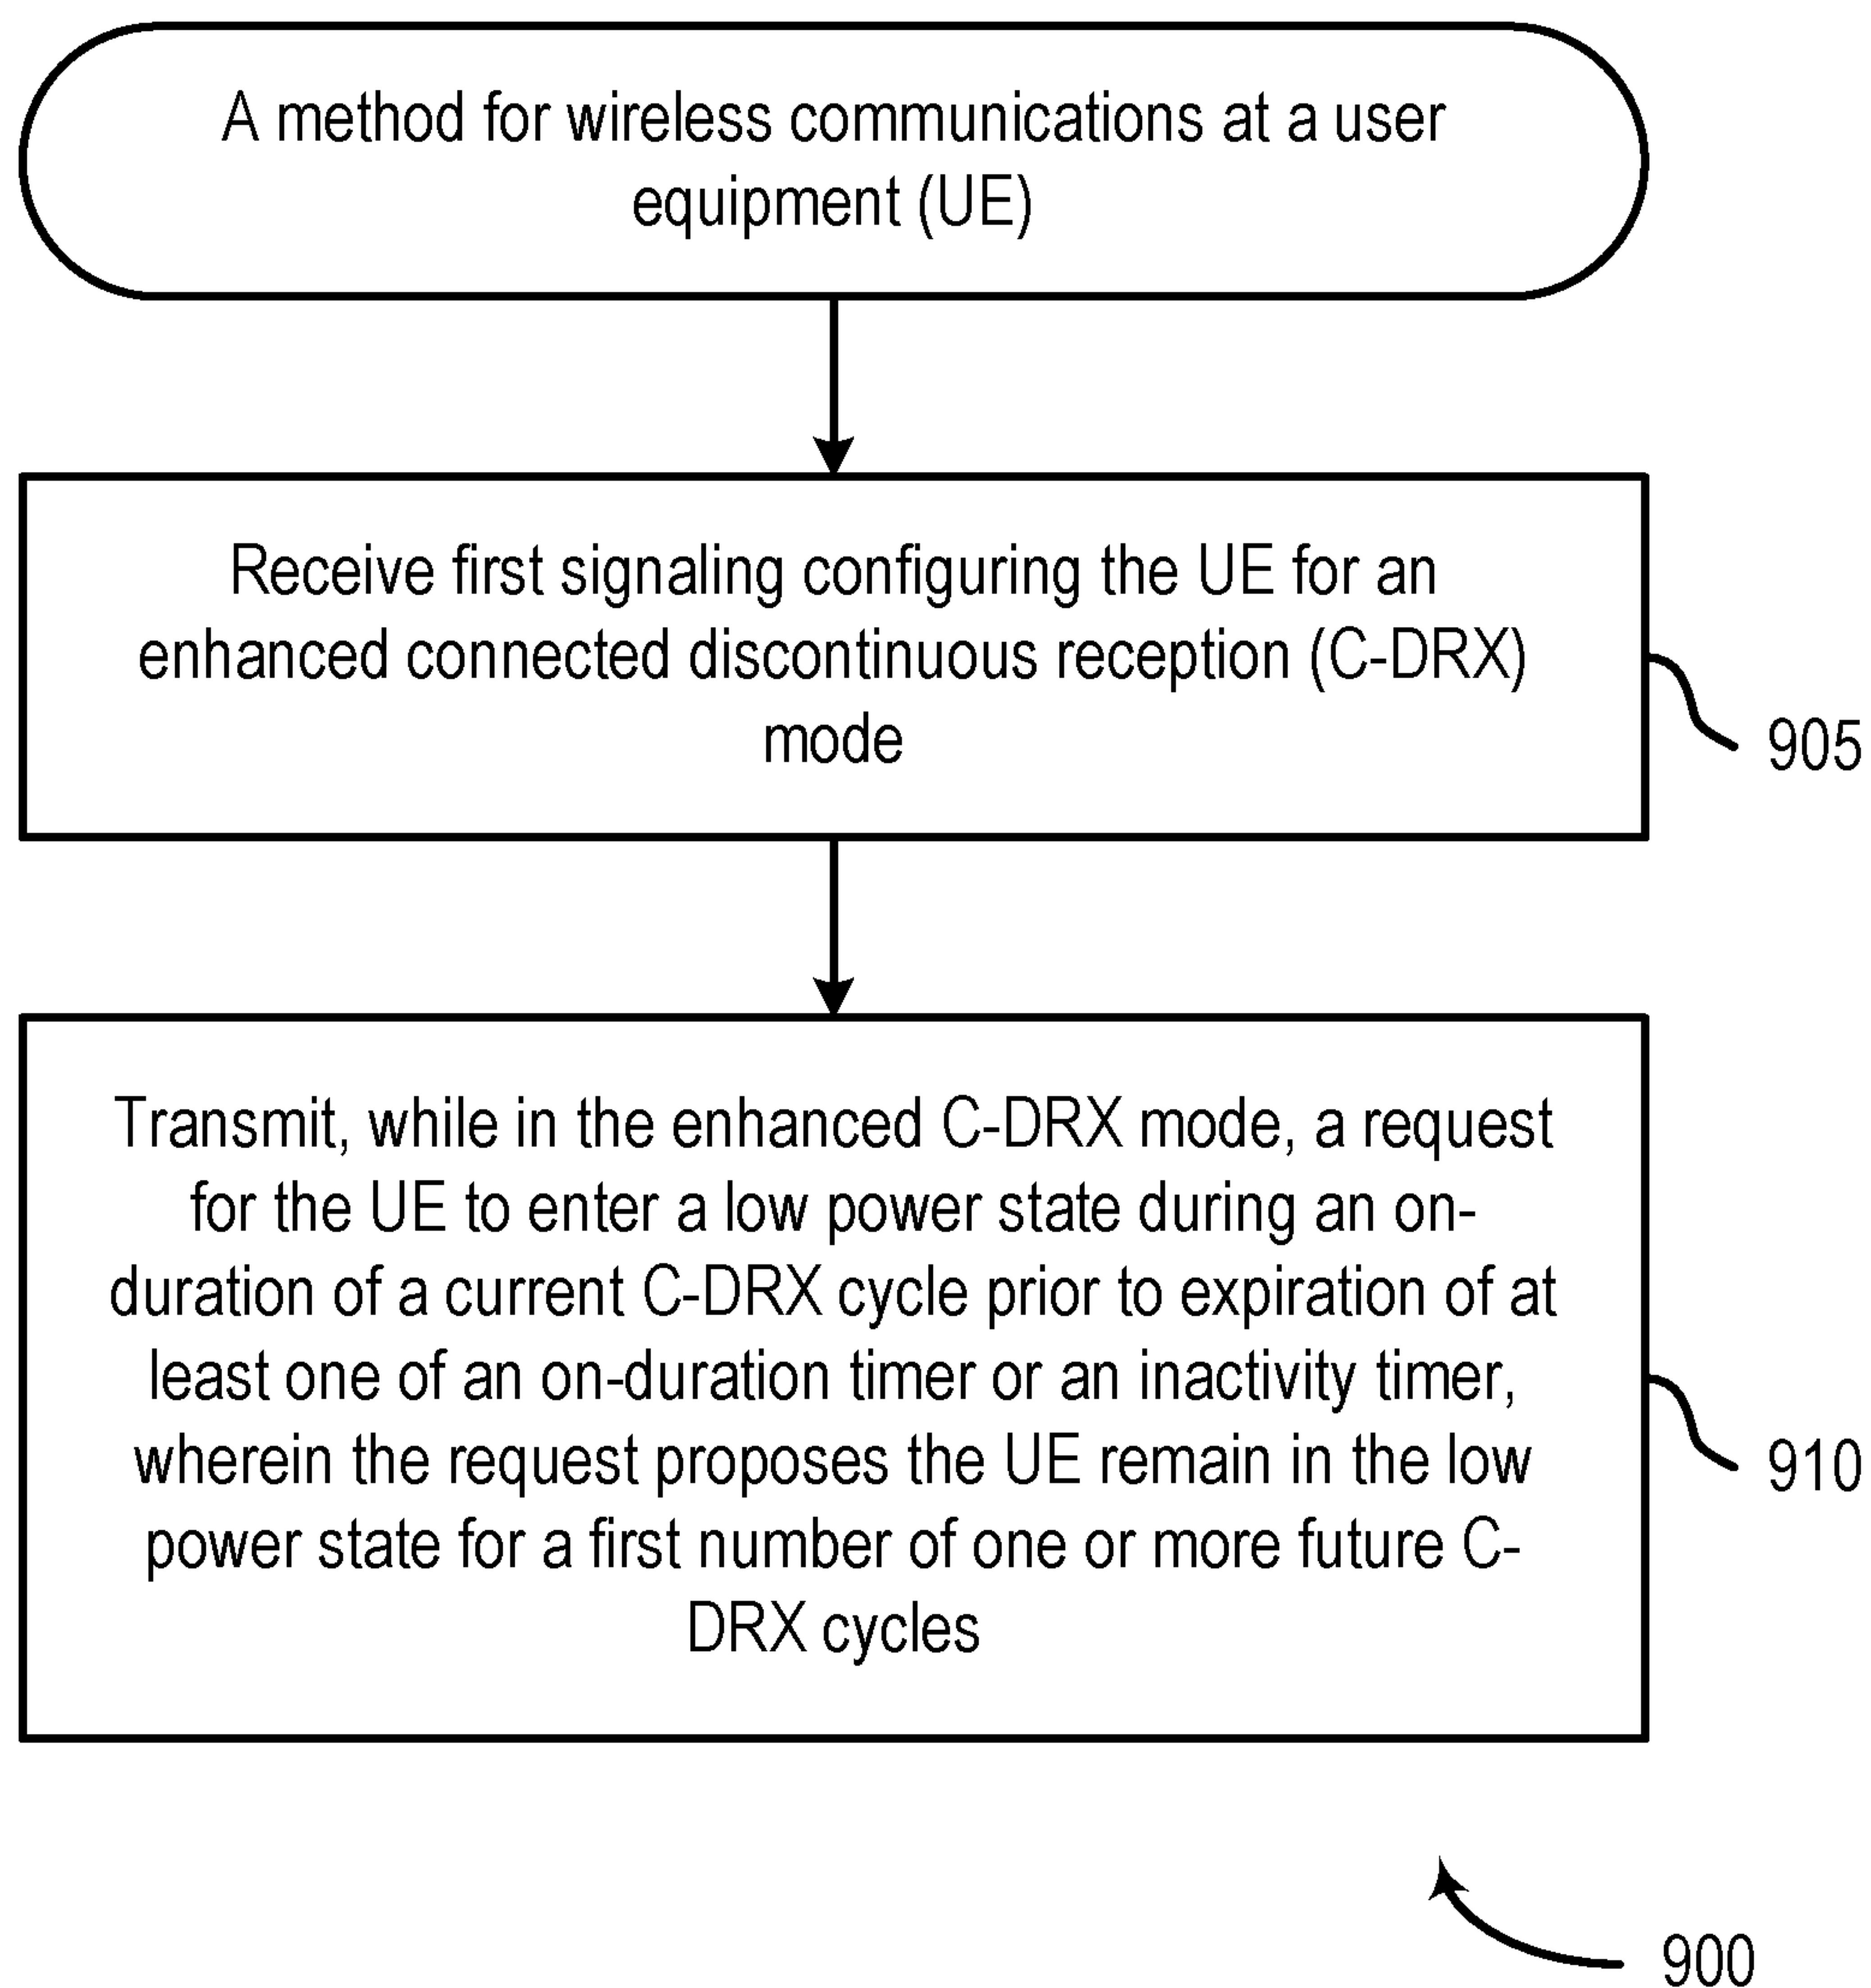 A method for wireless communications at a user
equipment (UE)
Receive first signaling configuring the UE for an
enhanced connected discontinuous reception (C-DRX)
mode
905
Transmit, while in the enhanced C-DRX mode, a request
for the UE to enter a low power state during an on-
duration of a current C-DRX cycle prior to expiration of at
least one of an on-duration timer or an inactivity timer,
wherein the request proposes the UE remain in the low
power state for a first number of one or more future C-
DRX cycles
910
900